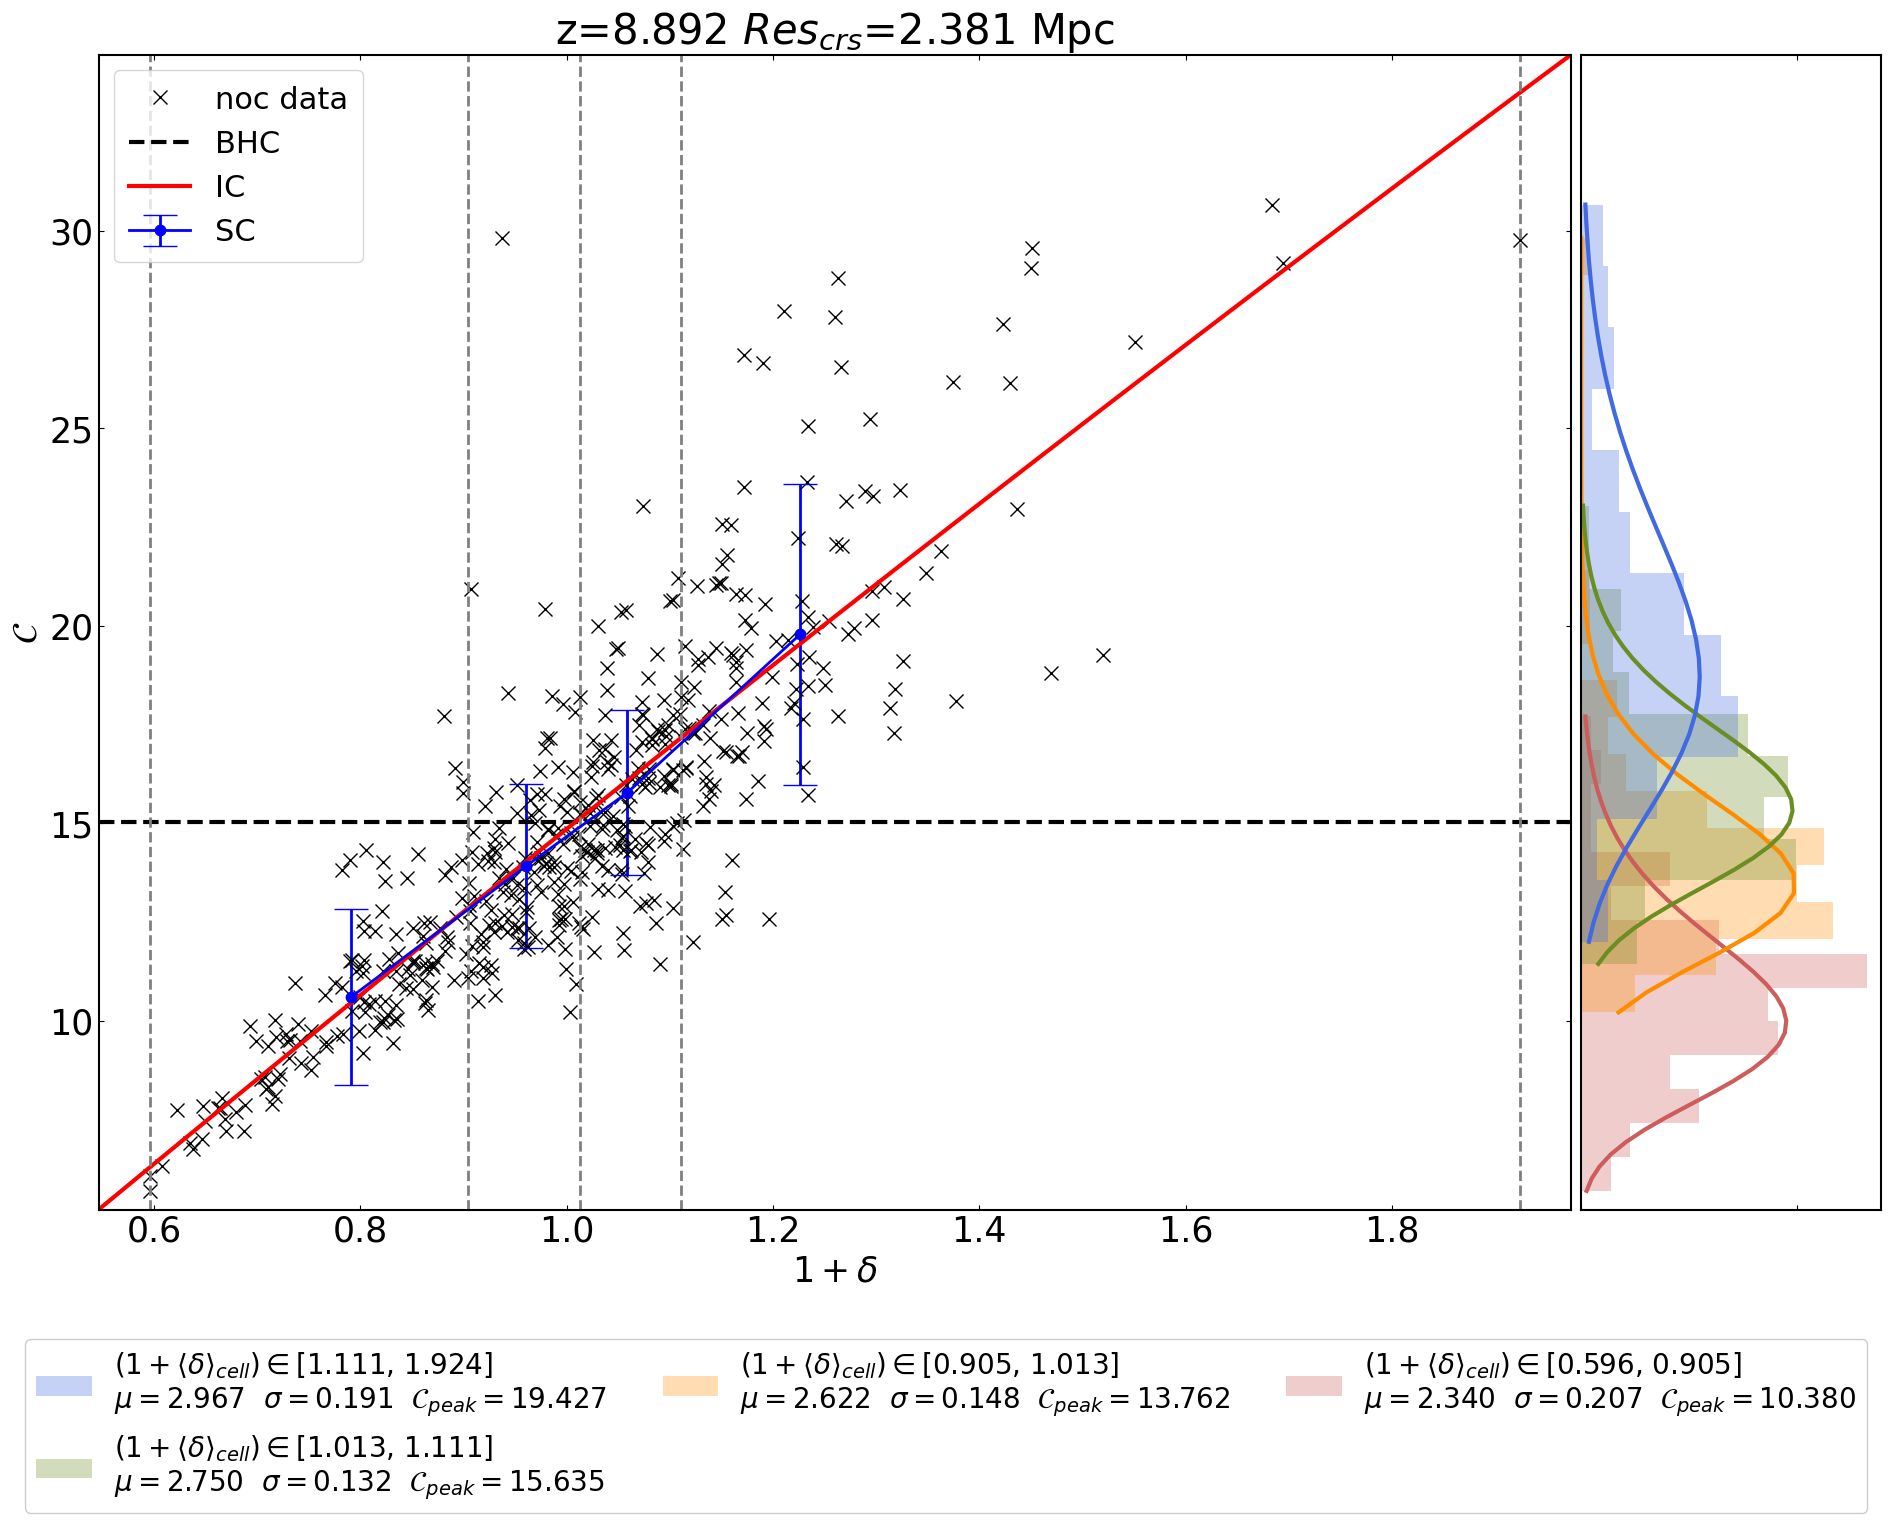 z=8.892 Res_crs=2.381 Mpc
noc data
BHC
IC
SC
30
25
20
15
10
𝒞
0.6 0.8 1.0 1.2 1.4 1.6 1.8
1 + δ
(1 + ⟨δ⟩_cell) ∈ [1.111, 1.924]
μ = 2.967 σ = 0.191 𝒞_peak = 19.427
(1 + ⟨δ⟩_cell) ∈ [1.013, 1.111]
μ = 2.750 σ = 0.132 𝒞_peak = 15.635
(1 + ⟨δ⟩_cell) ∈ [0.905, 1.013]
μ = 2.622 σ = 0.148 𝒞_peak = 13.762
(1 + ⟨δ⟩_cell) ∈ [0.596, 0.905]
μ = 2.340 σ = 0.207 𝒞_peak = 10.380